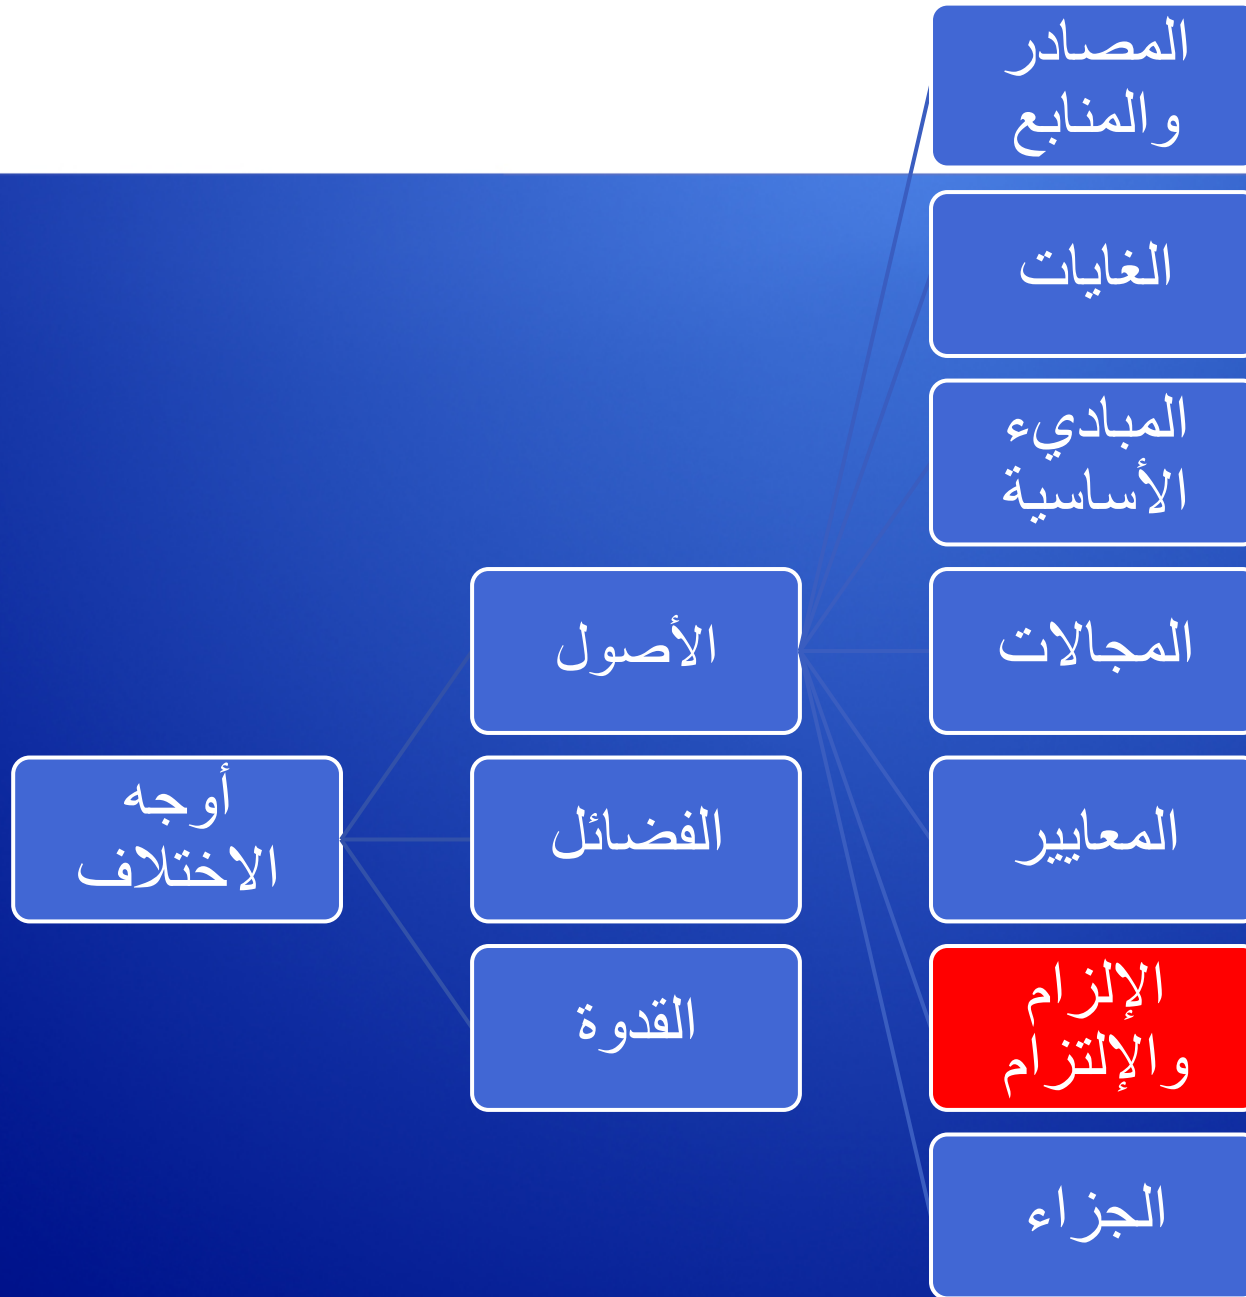 المصادر
والمنابع
الغايات
المباديء
الأساسية
المجالات
المعايير
الإلزام
والإلتزام
الجزاء
الأصول
الفضائل
القدوة
أوجه
الاختلاف